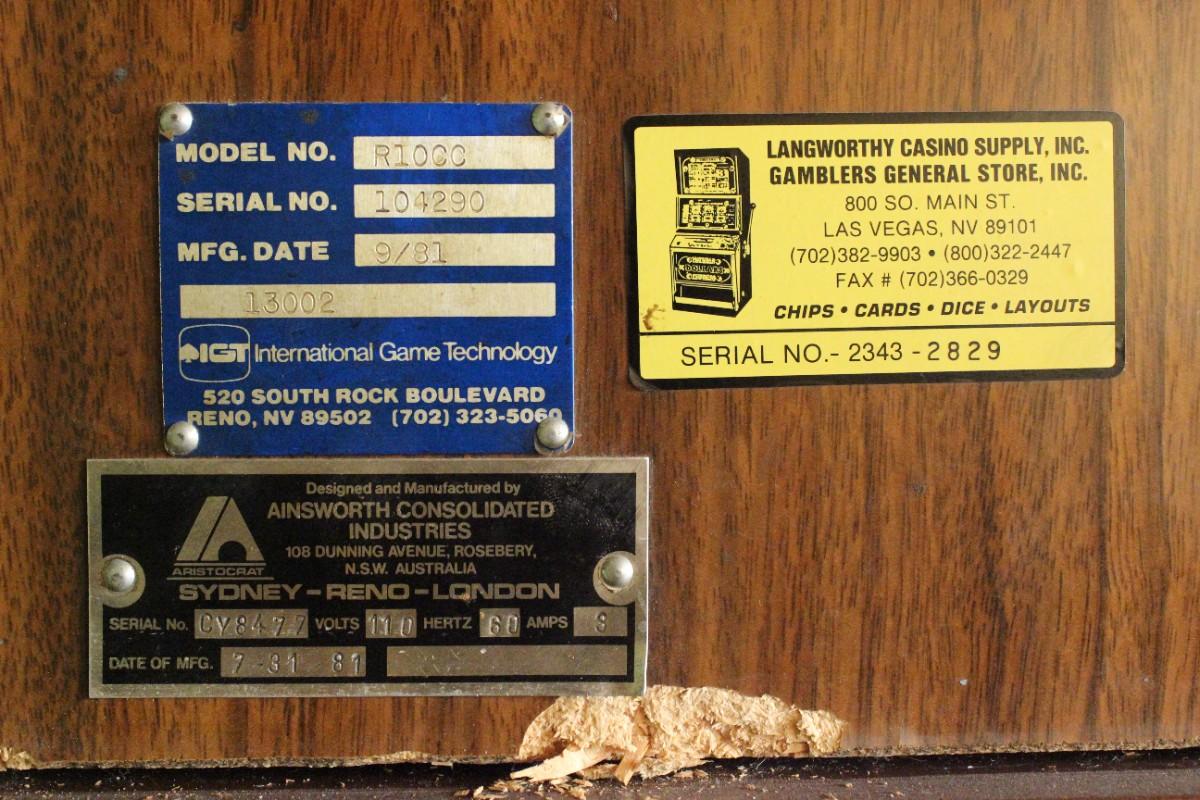 MODEL NO. R10CC
SERIAL NO. 104290
MFG. DATE 9/81
13002
IGT International Game Technology
520 SOUTH ROCK BOULEVARD
RENO, NV 89502 (702) 323-5060
LANGWORTHY CASINO SUPPLY, INC.
GAMBLERS GENERAL STORE, INC.
800 SO. MAIN ST.
LAS VEGAS, NV 89101
(702)382-9903 • (800)322-2447
FAX # (702)366-0329
CHIPS • CARDS • DICE • LAYOUTS
SERIAL NO.- 2343 -2829
Designed and Manufactured by
AINSWORTH CONSOLIDATED
INDUSTRIES
108 DUNNING AVENUE, ROSEBERY,
N.S.W. AUSTRALIA
ARISTOCRAT
SYDNEY–RENO–LONDON
SERIAL No. CV8477 VOLTS 110 HERTZ 60 AMPS
DATE OF MFG. 7-31 81